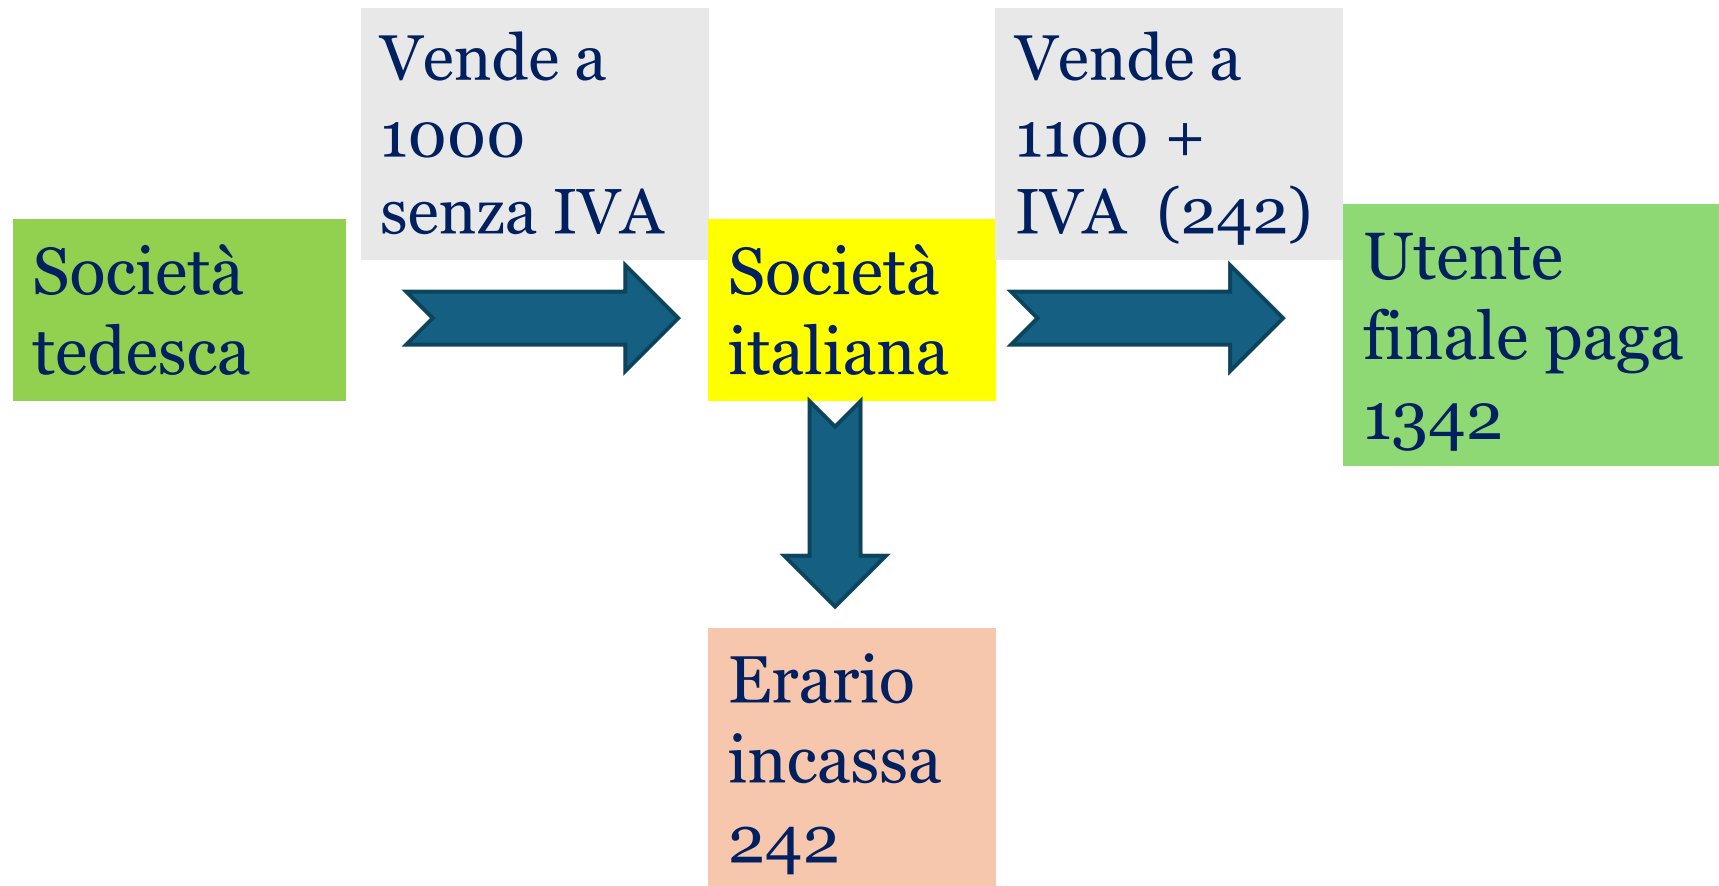 Vende a
1000
senza IVA
Vende a
1100 +
IVA (242)
Società
tedesca
Società
italiana
Utente
finale paga
1342
Erario
incassa
242